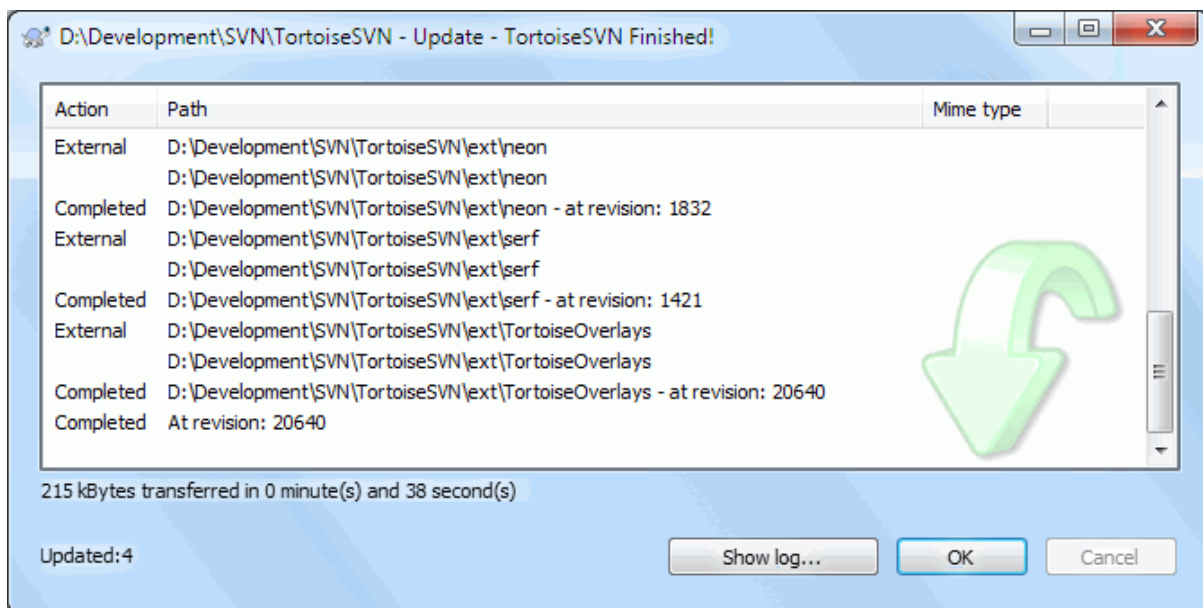 D:\Development\SVN\TortoiseSVN - Update - TortoiseSVN Finished!
Action Path Mime type
External D:\Development\SVN\TortoiseSVN\ext\neon
D:\Development\SVN\TortoiseSVN\ext\neon
Completed D:\Development\SVN\TortoiseSVN\ext\neon - at revision: 1832
External D:\Development\SVN\TortoiseSVN\ext\serf
D:\Development\SVN\TortoiseSVN\ext\serf
Completed D:\Development\SVN\TortoiseSVN\ext\serf - at revision: 1421
External D:\Development\SVN\TortoiseSVN\ext\TortoiseOverlays
D:\Development\SVN\TortoiseSVN\ext\TortoiseOverlays
Completed D:\Development\SVN\TortoiseSVN\ext\TortoiseOverlays - at revision: 20640
Completed At revision: 20640
215 kBytes transferred in 0 minute(s) and 38 second(s)
Updated:4
Show log... OK Cancel